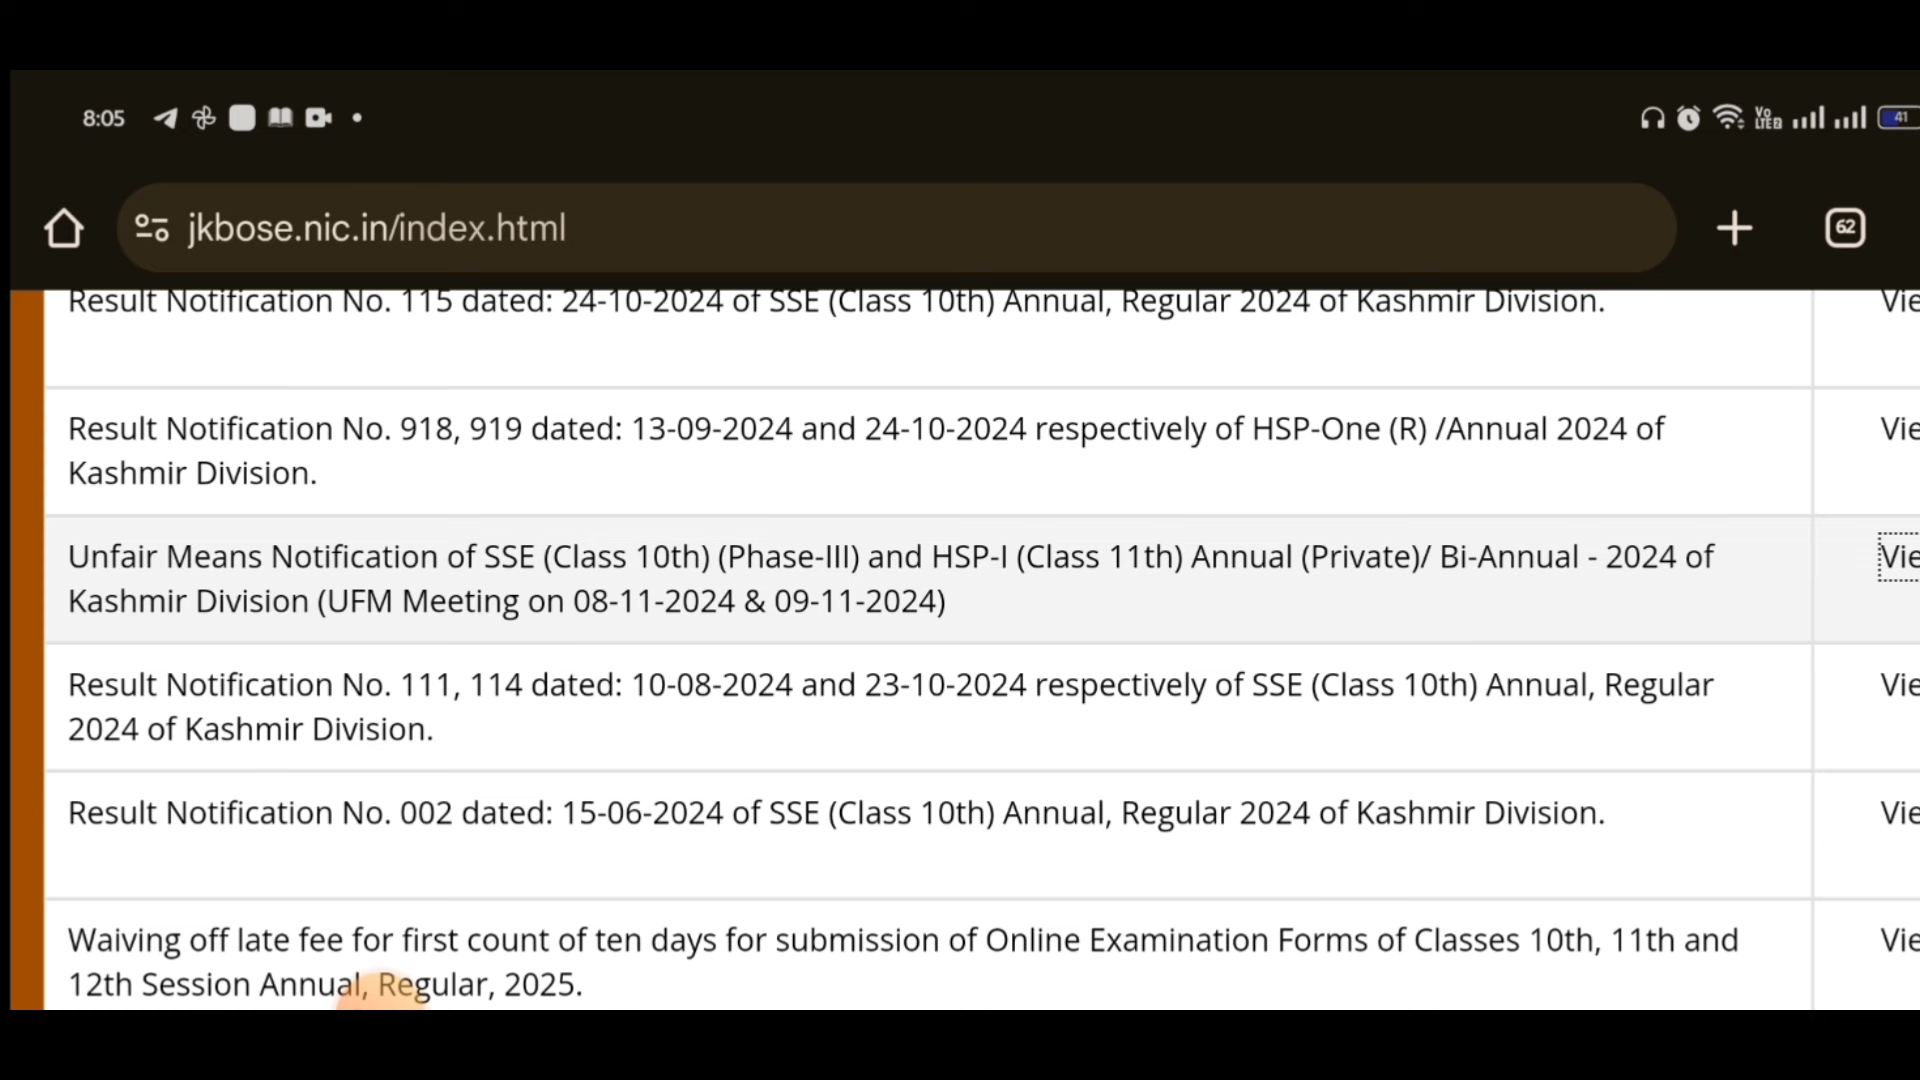 8:05
Vo
LTE2
41
jkbose.nic.in/index.html
62
Result Notification No. 115 dated: 24-10-2024 of SSE (Class 10th) Annual, Regular 2024 of Kashmir Division.
Vie
Result Notification No. 918, 919 dated: 13-09-2024 and 24-10-2024 respectively of HSP-One (R) /Annual 2024 of
Vie
Kashmir Division.
Unfair Means Notification of SSE (Class 10th) (Phase-III) and HSP-I (Class 11th) Annual (Private)/ Bi-Annual - 2024 of
Vie
Kashmir Division (UFM Meeting on 08-11-2024 & 09-11-2024)
Result Notification No. 111, 114 dated: 10-08-2024 and 23-10-2024 respectively of SSE (Class 10th) Annual, Regular
Vie
2024 of Kashmir Division.
Result Notification No. 002 dated: 15-06-2024 of SSE (Class 10th) Annual, Regular 2024 of Kashmir Division.
Vie
Waiving off late fee for first count of ten days for submission of Online Examination Forms of Classes 10th, 11th and
Vie
12th Session Annual, Regular, 2025.